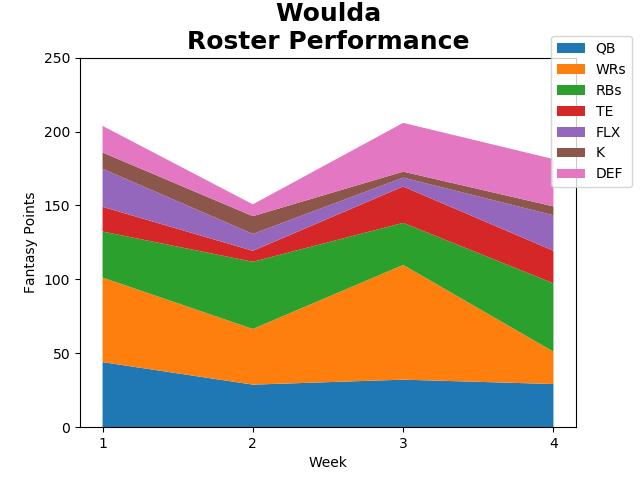 Woulda
Roster Performance
QB
WRs
RBs
TE
FLX
K
DEF
250
200
150
100
50
0
Fantasy Points
1 2 3 4
Week